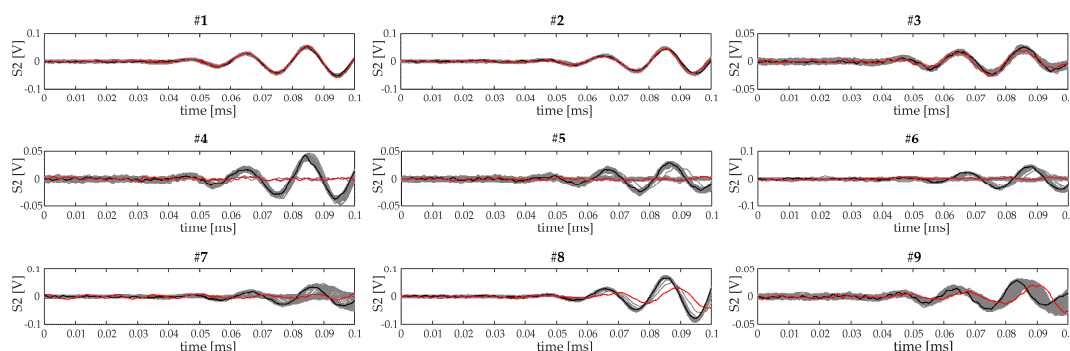 #1 #2 #3
0.1 0.1 0.05
S2 [V] 0 S2 [V] 0 S2 [V] 0
-0.1 -0.1 -0.05
0 0.01 0.02 0.03 0.04 0.05 0.06 0.07 0.08 0.09 0.1 0 0.01 0.02 0.03 0.04 0.05 0.06 0.07 0.08 0.09 0.1 0 0.01 0.02 0.03 0.04 0.05 0.06 0.07 0.08 0.09 0.
time [ms] time [ms] time [ms]
#4 #5 #6
0.05 0.05 0.1
S2 [V] 0 S2 [V] 0 S2 [V] 0
-0.05 -0.05 -0.1
0 0.01 0.02 0.03 0.04 0.05 0.06 0.07 0.08 0.09 0.1 0 0.01 0.02 0.03 0.04 0.05 0.06 0.07 0.08 0.09 0.1 0 0.01 0.02 0.03 0.04 0.05 0.06 0.07 0.08 0.09 0.
time [ms] time [ms] time [ms]
#7 #8 #9
0.1 0.1 0.05
S2 [V] 0 S2 [V] 0 S2 [V] 0
-0.1 -0.1 -0.05
0 0.01 0.02 0.03 0.04 0.05 0.06 0.07 0.08 0.09 0.1 0 0.01 0.02 0.03 0.04 0.05 0.06 0.07 0.08 0.09 0.1 0 0.01 0.02 0.03 0.04 0.05 0.06 0.07 0.08 0.09 0.
time [ms] time [ms] time [ms]